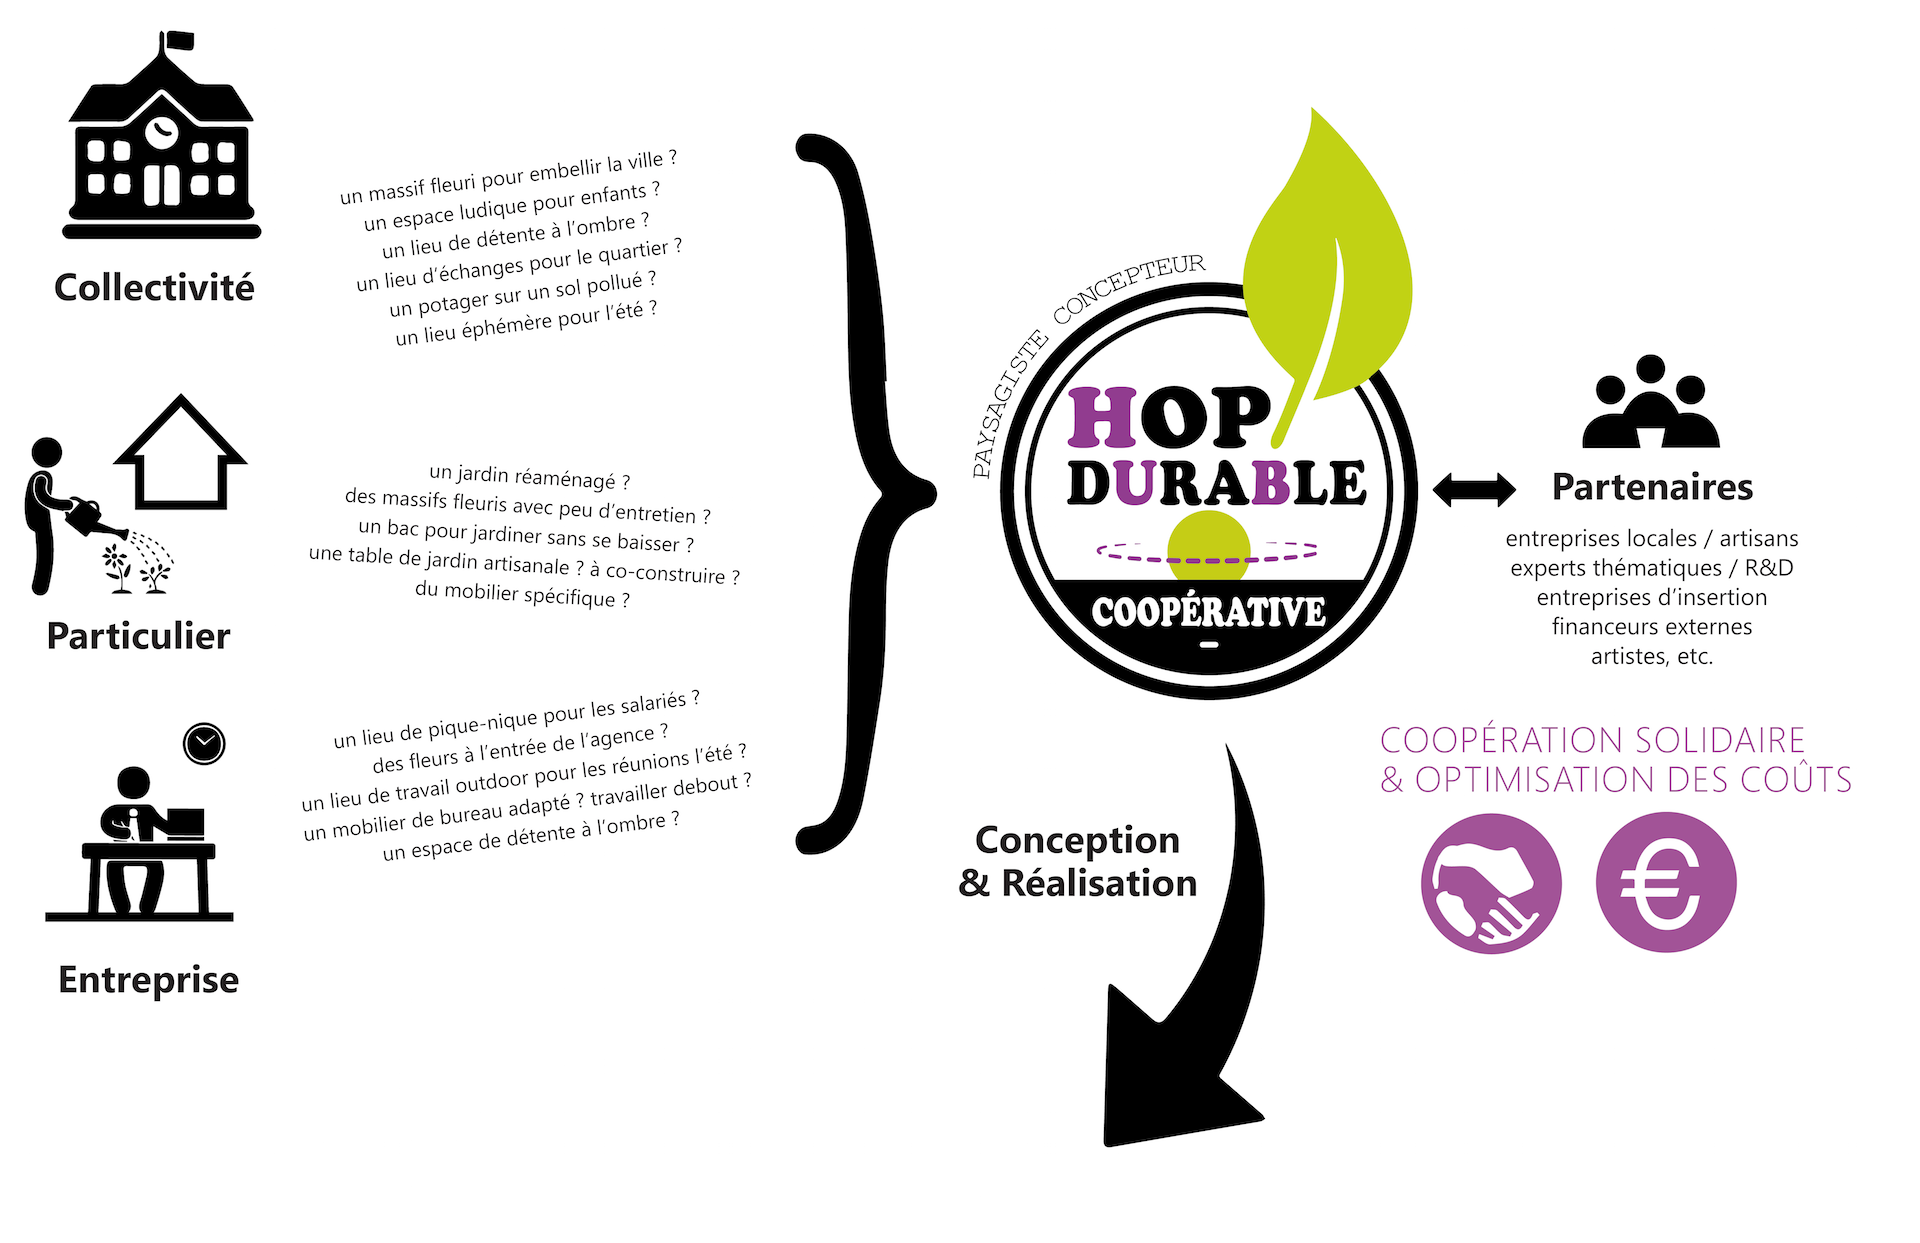 Collectivité
un massif fleuri pour embellir la ville ?
un espace ludique pour enfants ?
un lieu de détente à l'ombre ?
un lieu d'échanges pour le quartier ?
un potager sur un sol pollué ?
un lieu éphémère pour l'été ?
Particulier
un jardin réaménagé ?
des massifs fleuris avec peu d'entretien ?
un bac pour jardiner sans se baisser ?
une table de jardin artisanale ? à co-construire ?
du mobilier spécifique ?
Entreprise
un lieu de pique-nique pour les salariés ?
des fleurs à l'entrée de l'agence ?
un lieu de travail outdoor pour les réunions l'été ?
un mobilier de bureau adapté ? travailler debout ?
un espace de détente à l'ombre ?
PAYSAGISTE CONCEPTEUR
HOP
DURABLE
COOPÉRATIVE
-
Partenaires
entreprises locales / artisans
experts thématiques / R&D
entreprises d'insertion
financeurs externes
artistes, etc.
COOPÉRATION SOLIDAIRE
& OPTIMISATION DES COÛTS
€
Conception
& Réalisation